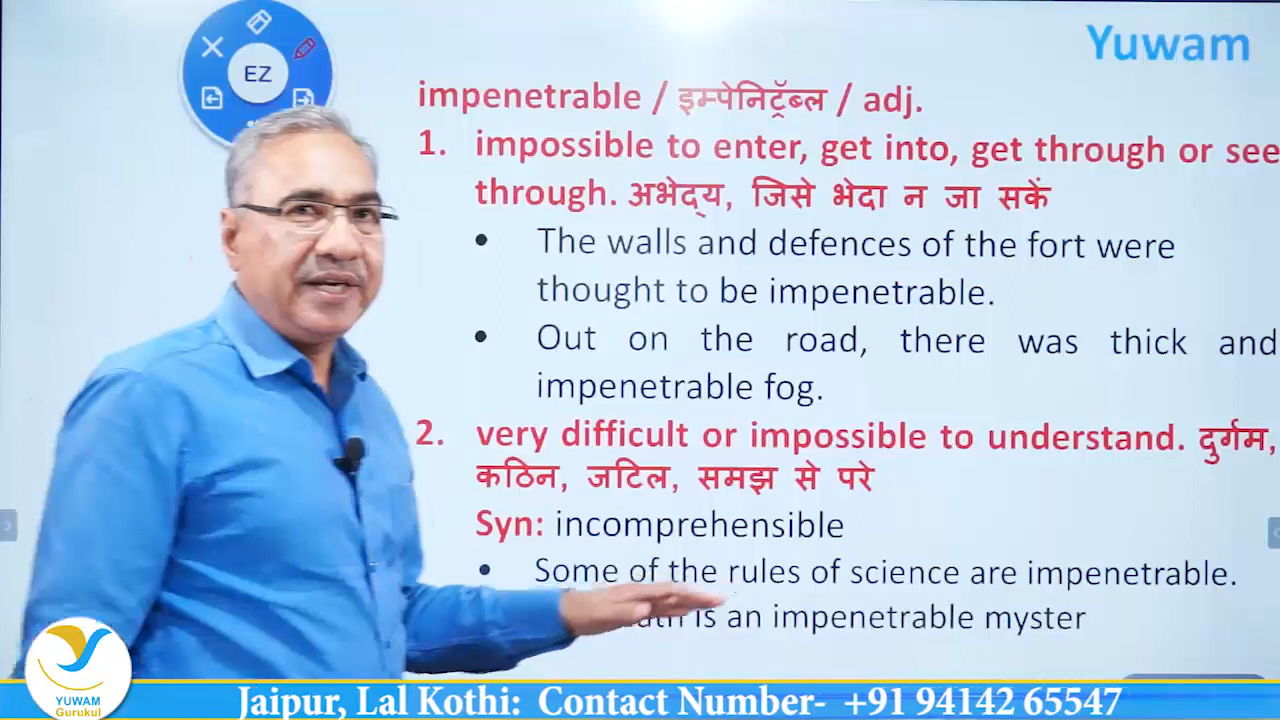 Yuwam
EZ
impenetrable / इम्पेनिट्रॅब्ल / adj.
1. impossible to enter, get into, get through or see
through. अभेद्य, जिसे भेदा न जा सकें
• The walls and defences of the fort were
thought to be impenetrable.
• Out on the road, there was thick and
impenetrable fog.
2. very difficult or impossible to understand. दुर्गम,
कठिन, जटिल, समझ से परे
Syn: incomprehensible
• Some of the rules of science are impenetrable.
is an impenetrable myster
YUWAM
Gurukul
Jaipur, Lal Kothi: Contact Number- +91 94142 65547